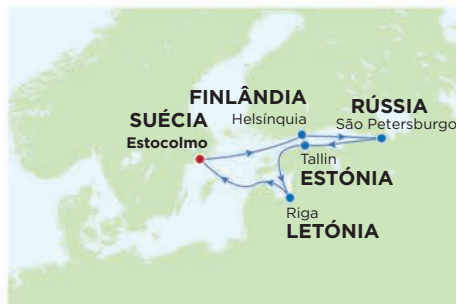 FINLÂNDIA
Helsínquia
RÚSSIA
São Petersburgo
SUÉCIA
Estocolmo
Tallin
ESTÓNIA
Riga
LETÓNIA